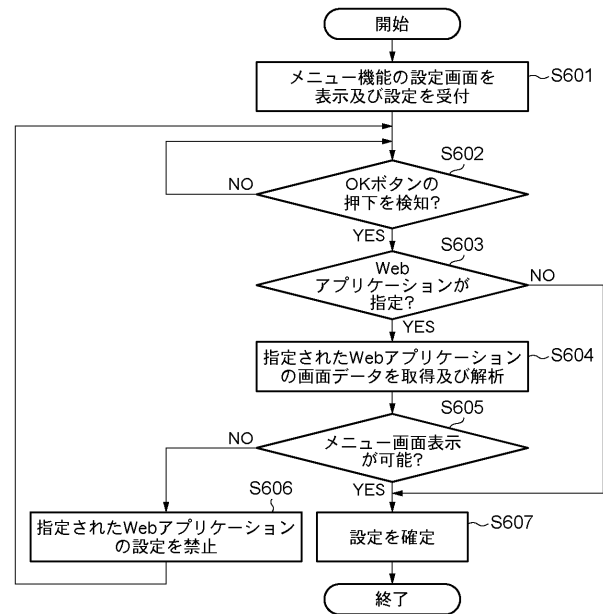 開始
メニュー機能の設定画面を
表示及び設定を受付
S601
S602
NO
OKボタンの
押下を検知?
YES
S603
Web
アプリケーションが
指定?
NO
YES
指定されたWebアプリケーション
の画面データを取得及び解析
S604
S605
NO
メニュー画面表示
が可能?
YES
S606
指定されたWebアプリケーション
の設定を禁止
S607
設定を確定
終了